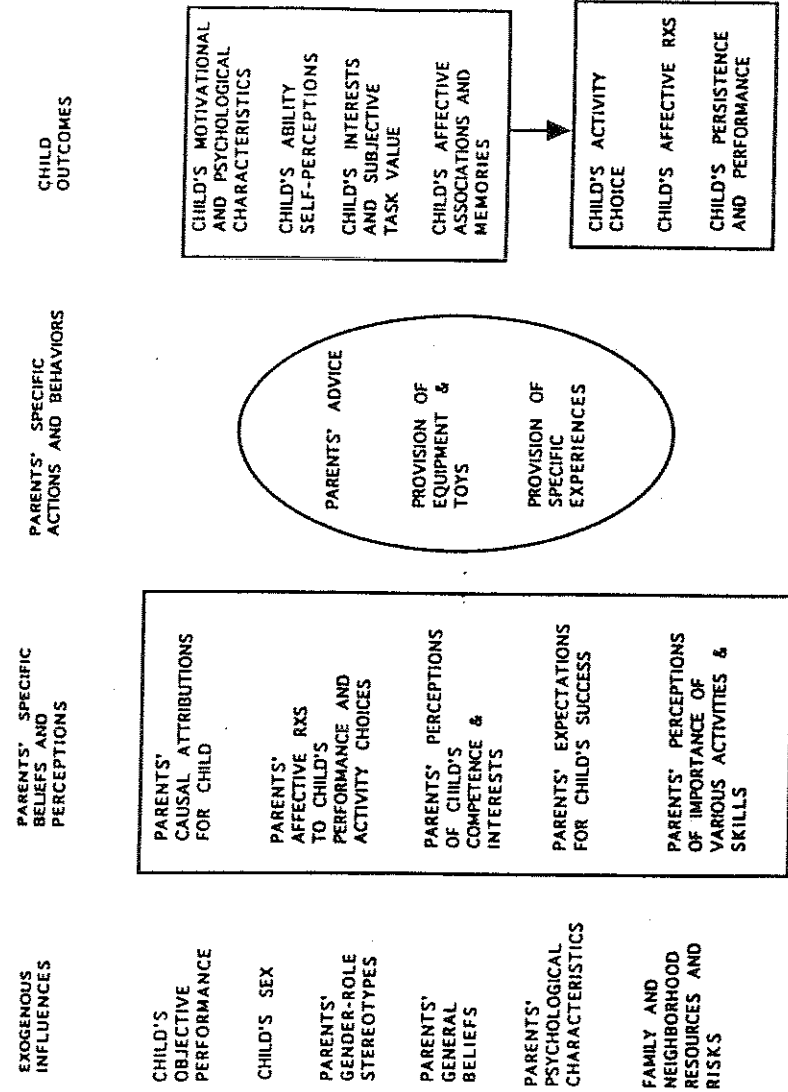 EXOGENOUS
INFLUENCES
CHILD'S
OBJECTIVE
PERFORMANCE
CHILD'S SEX
PARENTS'
GENDER-ROLE
STEREOTYPES
PARENTS'
GENERAL
BELIEFS
PARENTS'
PSYCHOLOGICAL
CHARACTERISTICS
FAMILY AND
NEIGHBORHOOD
RESOURCES AND
RISKS
PARENTS' SPECIFIC
BELIEFS AND
PERCEPTIONS
PARENTS'
CAUSAL ATTRIBUTIONS
FOR CHILD
PARENTS'
AFFECTIVE RXS
TO CHILD'S
PERFORMANCE AND
ACTIVITY CHOICES
PARENTS' PERCEPTIONS
OF CHILD'S
COMPETENCE &
INTERESTS
PARENTS' EXPECTATIONS
FOR CHILD'S SUCCESS
PARENTS' PERCEPTIONS
OF IMPORTANCE OF
VARIOUS ACTIVITIES &
SKILLS
PARENTS' SPECIFIC
ACTIONS AND BEHAVIORS
PARENTS' ADVICE
PROVISION OF
EQUIPMENT &
TOYS
PROVISION OF
SPECIFIC
EXPERIENCES
CHILD
OUTCOMES
CHILD'S MOTIVATIONAL
AND PSYCHOLOGICAL
CHARACTERISTICS
CHILD'S ABILITY
SELF-PERCEPTIONS
CHILD'S INTERESTS
AND SUBJECTIVE
TASK VALUE
CHILD'S AFFECTIVE
ASSOCIATIONS AND
MEMORIES
CHILD'S ACTIVITY
CHOICE
CHILD'S AFFECTIVE RXS
CHILD'S PERSISTENCE
AND PERFORMANCE